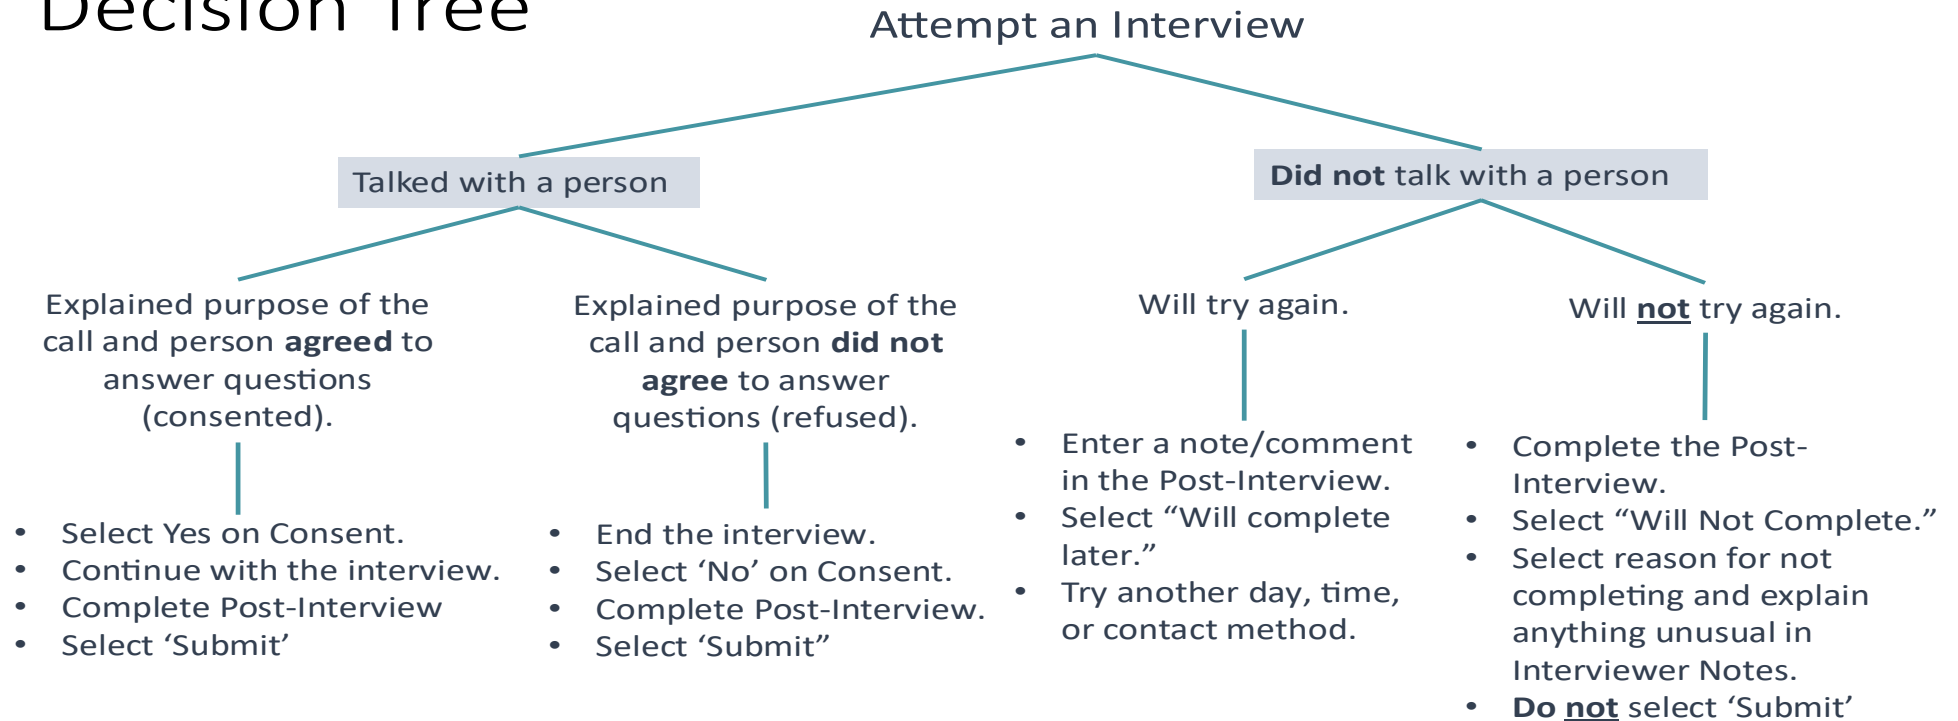 Decision Tree
Attempt an Interview
Talked with a person
Did not talk with a person
Explained purpose of the
call and person agreed to
answer questions
(consented).
Explained purpose of the
call and person did not
agree to answer
questions (refused).
Will try again.
Will not try again.
• Select Yes on Consent.
• Continue with the interview.
• Complete Post-Interview
• Select ‘Submit’
• End the interview.
• Select ‘No’ on Consent.
• Complete Post-Interview.
• Select ‘Submit”
• Enter a note/comment
in the Post-Interview.
• Select “Will complete
later.”
• Try another day, time,
or contact method.
• Complete the Post-
Interview.
• Select “Will Not Complete.”
• Select reason for not
completing and explain
anything unusual in
Interviewer Notes.
• Do not select ‘Submit’